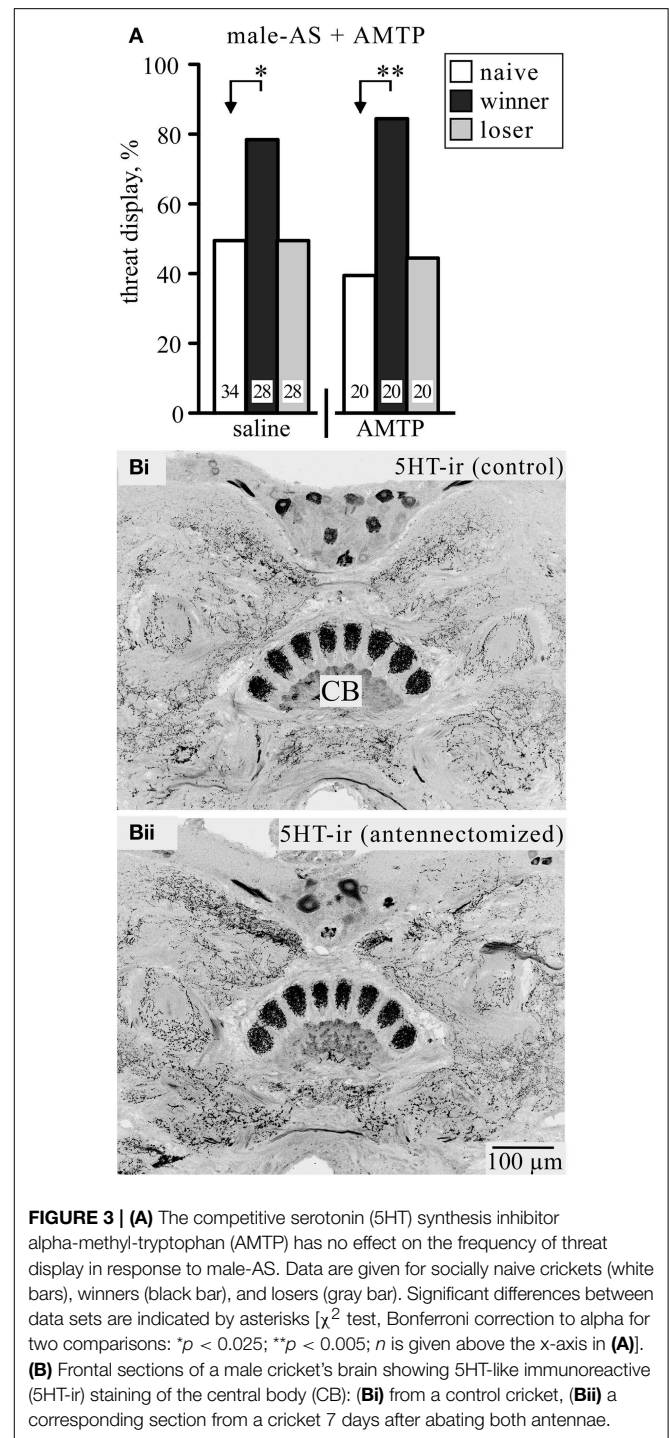 A
male-AS + AMTP
threat display, %
100
80
60
40
20
0
* **
naive
winner
loser
34 28 28 20 20 20
saline AMTP
Bi 5HT-ir (control)
CB
Bii 5HT-ir (antennectomized)
100 µm
FIGURE 3 | (A) The competitive serotonin (5HT) synthesis inhibitor
alpha-methyl-tryptophan (AMTP) has no effect on the frequency of threat
display in response to male-AS. Data are given for socially naive crickets (white
bars), winners (black bar), and losers (gray bar). Significant differences between
data sets are indicated by asterisks [χ² test, Bonferroni correction to alpha for
two comparisons: *p < 0.025; **p < 0.005; n is given above the x-axis in (A)].
(B) Frontal sections of a male cricket's brain showing 5HT-like immunoreactive
(5HT-ir) staining of the central body (CB): (Bi) from a control cricket, (Bii) a
corresponding section from a cricket 7 days after abating both antennae.